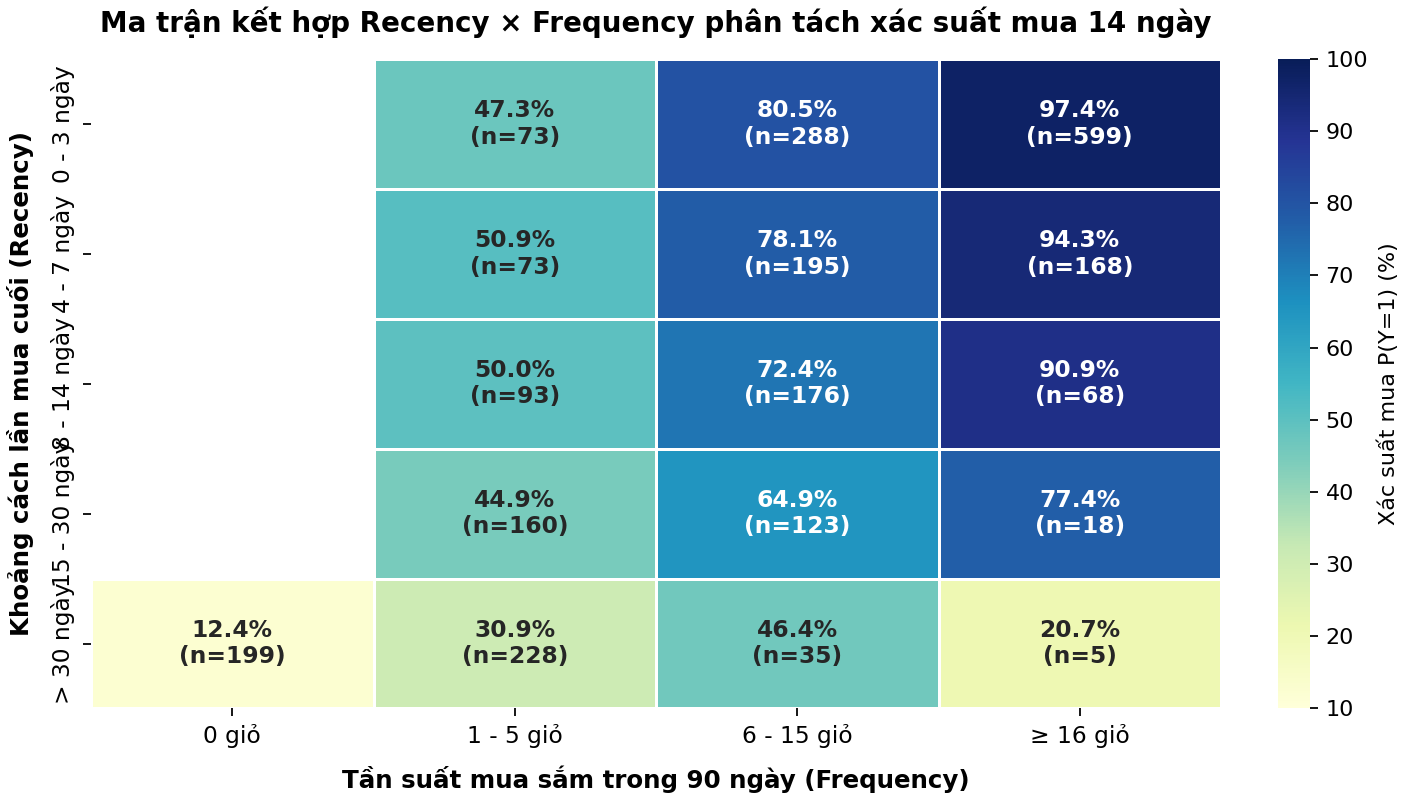 Ma trận kết hợp Recency × Frequency phân tách xác suất mua 14 ngày
Khoảng cách lần mua cuối (Recency)
0 - 3 ngày
47.3%
(n=73)
80.5%
(n=288)
97.4%
(n=599)
4 - 7 ngày
50.9%
(n=73)
78.1%
(n=195)
94.3%
(n=168)
8 - 14 ngày
50.0%
(n=93)
72.4%
(n=176)
90.9%
(n=68)
15 - 30 ngày
44.9%
(n=160)
64.9%
(n=123)
77.4%
(n=18)
> 30 ngày
12.4%
(n=199)
30.9%
(n=228)
46.4%
(n=35)
20.7%
(n=5)
0 giỏ
1 - 5 giỏ
6 - 15 giỏ
≥ 16 giỏ
Tần suất mua sắm trong 90 ngày (Frequency)
100
90
80
70
60
50
40
30
20
10
Xác suất mua P(Y=1) (%)